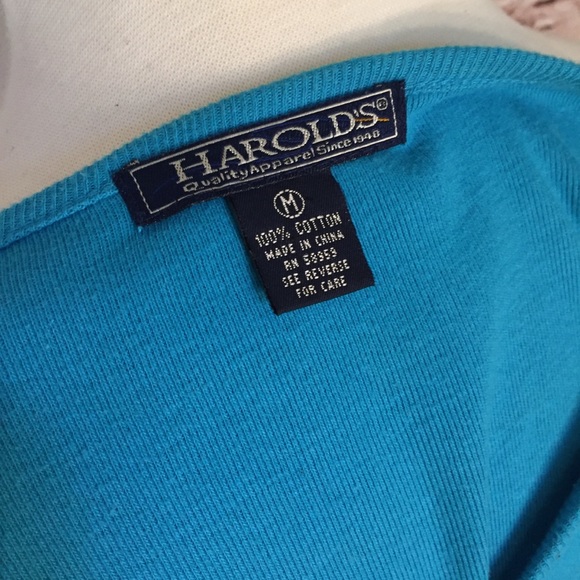 HAROLD'S®
Quality Apparel Since 1948
M
100% COTTON
MADE IN CHINA
RN 58959
SEE REVERSE
FOR CARE